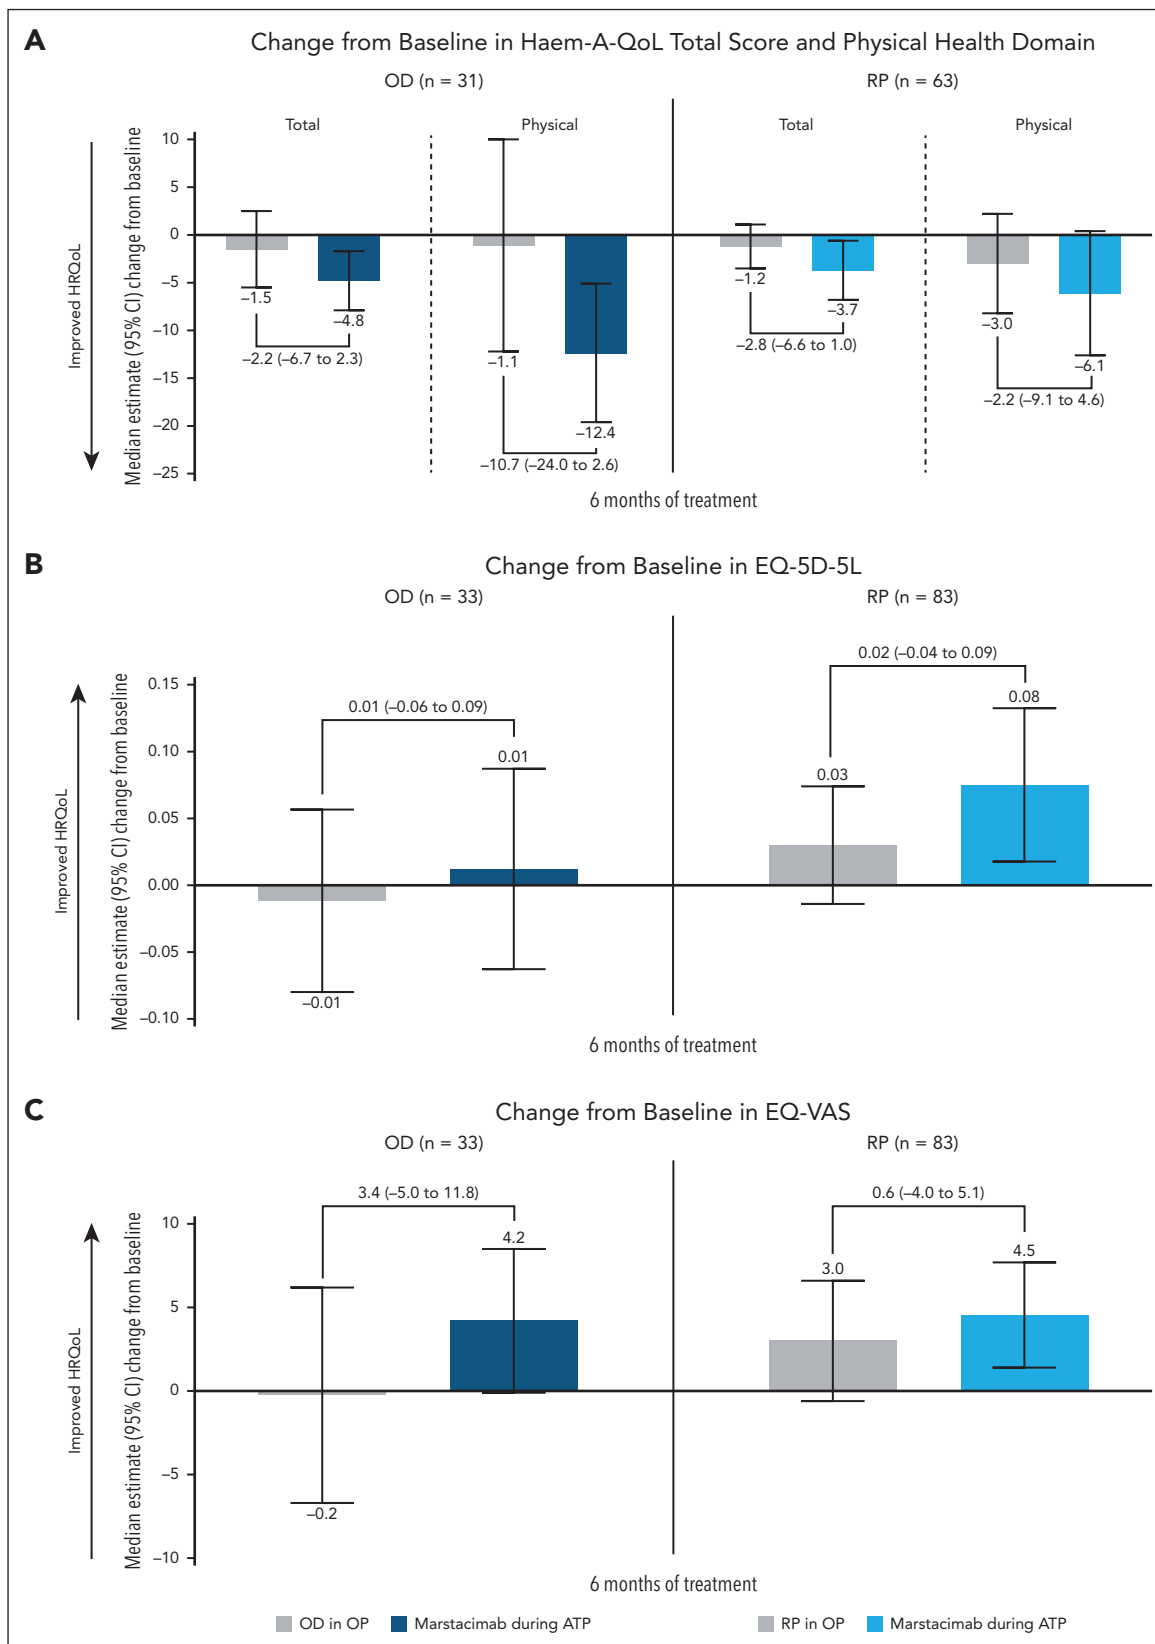 A
Change from Baseline in Haem-A-QoL Total Score and Physical Health Domain
OD (n = 31)
RP (n = 63)
Total
Physical
Total
Physical
Improved HRQoL
Median estimate (95% CI) change from baseline
10
5
0
–5
–10
–15
–20
–25
–1.5
–4.8
–2.2 (–6.7 to 2.3)
–1.1
–12.4
–10.7 (–24.0 to 2.6)
–1.2
–3.7
–2.8 (–6.6 to 1.0)
–3.0
–6.1
–2.2 (–9.1 to 4.6)
6 months of treatment
B
Change from Baseline in EQ-5D-5L
OD (n = 33)
RP (n = 83)
Improved HRQoL
Median estimate (95% CI) change from baseline
0.15
0.10
0.05
0.00
–0.05
–0.10
0.01 (–0.06 to 0.09)
0.01
–0.01
0.02 (–0.04 to 0.09)
0.03
0.08
6 months of treatment
C
Change from Baseline in EQ-VAS
OD (n = 33)
RP (n = 83)
Improved HRQoL
Median estimate (95% CI) change from baseline
10
5
0
–5
–10
3.4 (–5.0 to 11.8)
4.2
–0.2
0.6 (–4.0 to 5.1)
3.0
4.5
6 months of treatment
OD in OP
Marstacimab during ATP
RP in OP
Marstacimab during ATP